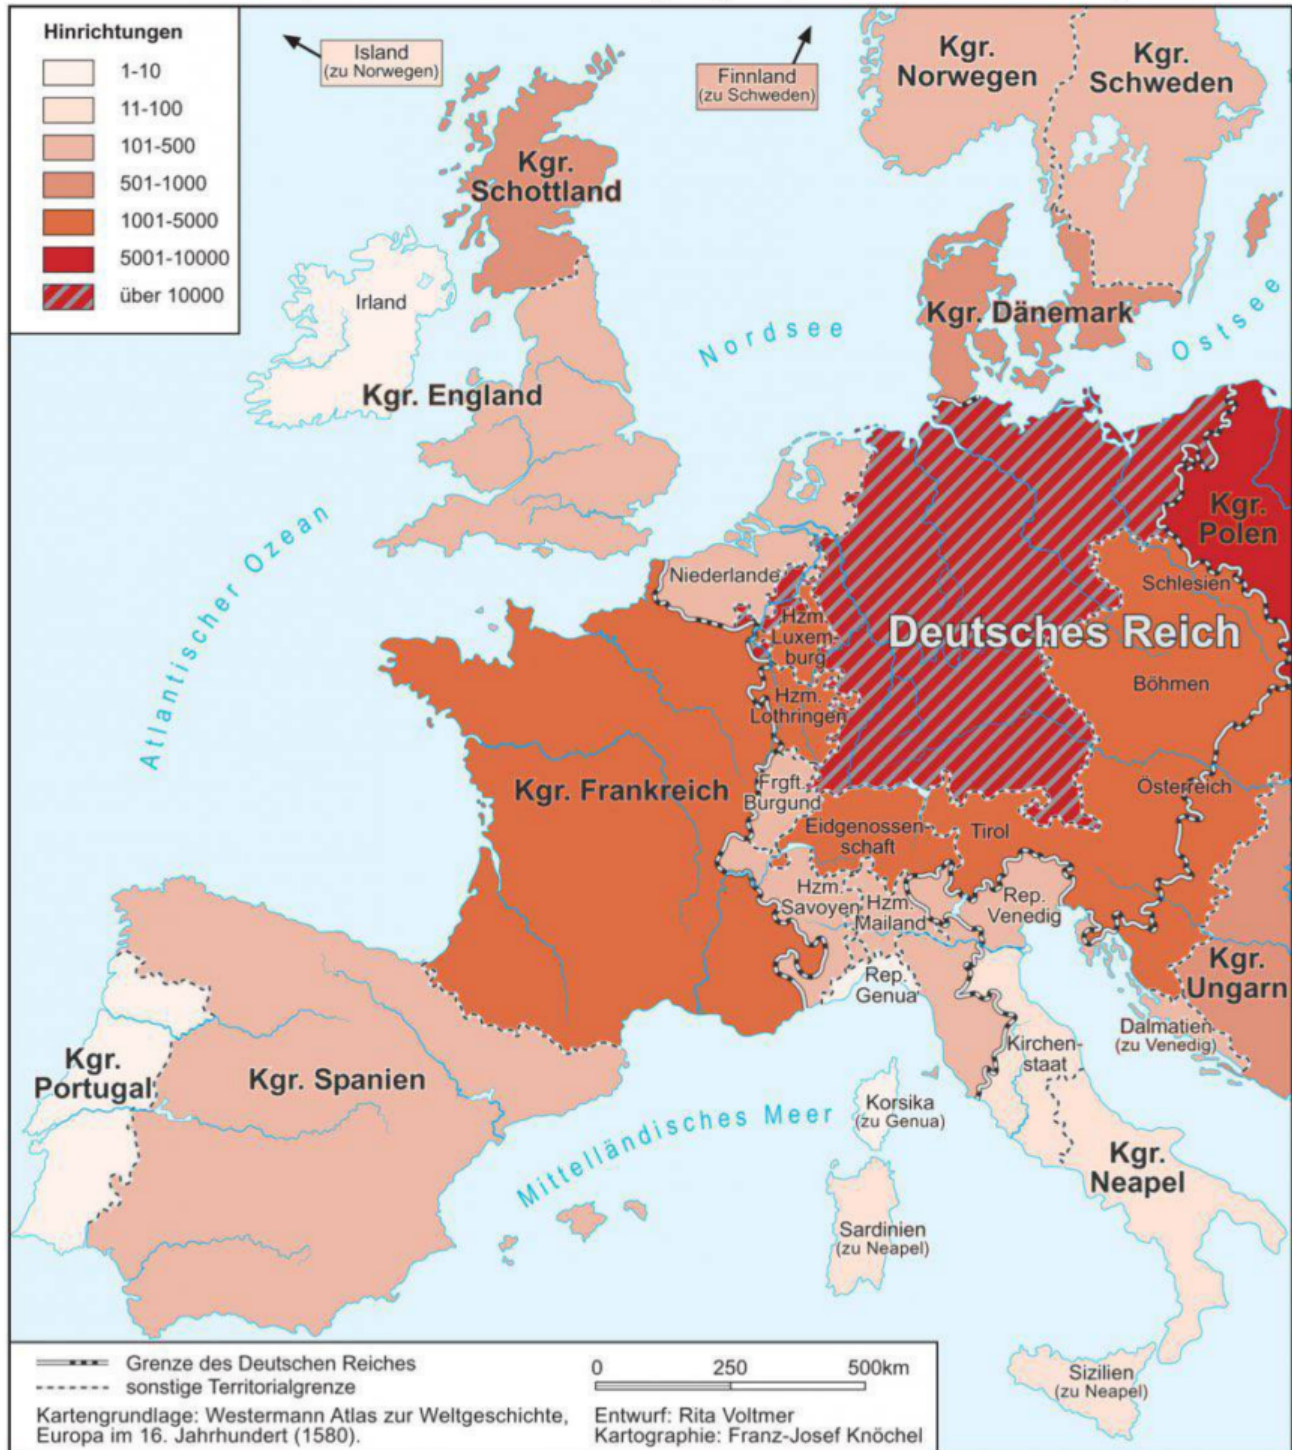 Hinrichtungen
1-10
11-100
101-500
501-1000
1001-5000
5001-10000
über 10000
Island
(zu Norwegen)
Finnland
(zu Schweden)
Kgr.
Norwegen
Kgr.
Schweden
Kgr.
Schottland
Irland
Kgr. England
Nordsee
Kgr. Dänemark
Ostsee
Atlantischer Ozean
Niederlande
Hzm.
Luxem-
burg
Hzm.
Lothringen
Deutsches Reich
Kgr.
Polen
Schlesien
Böhmen
Kgr. Frankreich
Frgft.
Burgund
Eidgenossen-
schaft
Tirol
Österreich
Hzm.
Savoyen
Hzm.
Mailand
Rep.
Venedig
Rep.
Genua
Kgr.
Ungarn
Dalmatien
(zu Venedig)
Kirchen-
staat
Kgr.
Portugal
Kgr. Spanien
Mittelländisches Meer
Korsika
(zu Genua)
Kgr.
Neapel
Sardinien
(zu Neapel)
Sizilien
(zu Neapel)
Grenze des Deutschen Reiches
sonstige Territorialgrenze
0 250 500km
Kartengrundlage: Westermann Atlas zur Weltgeschichte,
Europa im 16. Jahrhundert (1580).
Entwurf: Rita Voltmer
Kartographie: Franz-Josef Knöchel